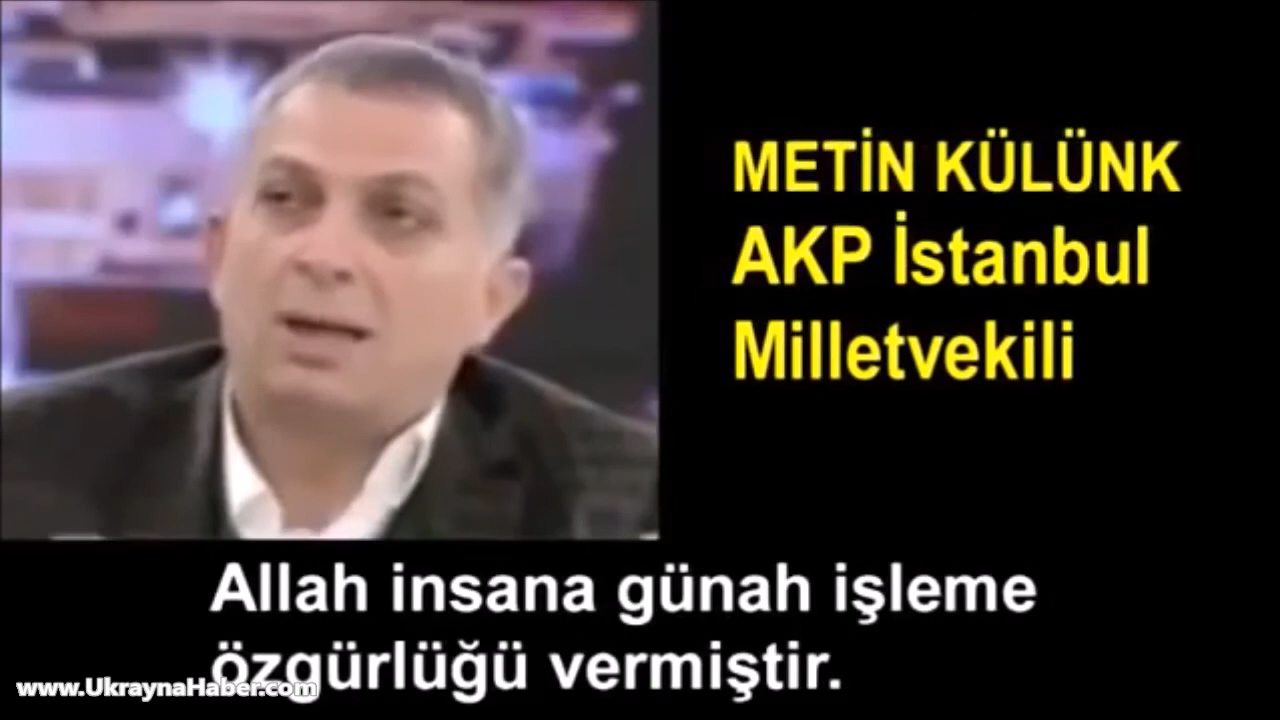 METİN KÜLÜNK
AKP İstanbul
Milletvekili
Allah insana günah işleme
özgürlüğü vermiştir.
www.UkraynaHaber.com